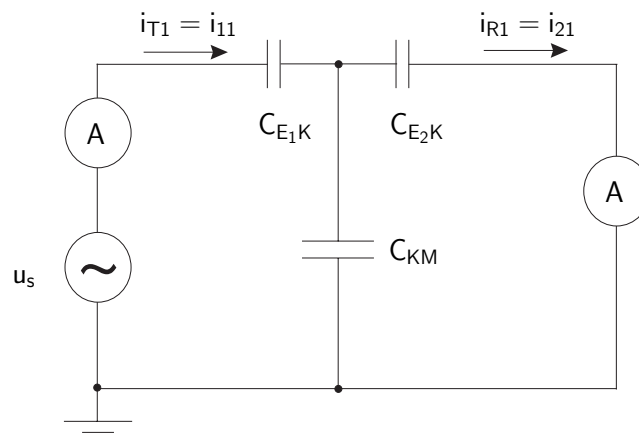 i_T1 = i_11
i_R1 = i_21
C_E₁K
C_E₂K
A
A
C_KM
u_s
~